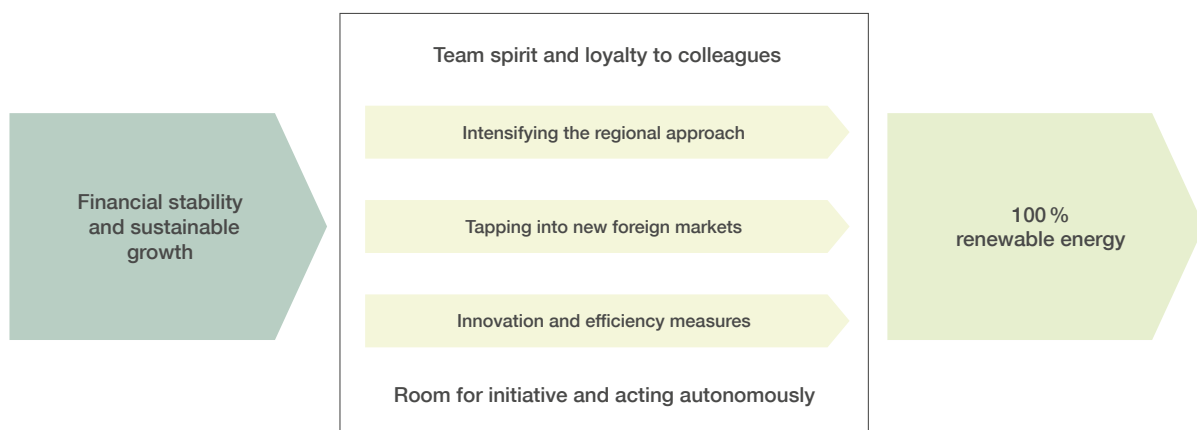 Team spirit and loyalty to colleagues
Intensifying the regional approach
Financial stability
and sustainable
growth
Tapping into new foreign markets
100 %
renewable energy
Innovation and efficiency measures
Room for initiative and acting autonomously